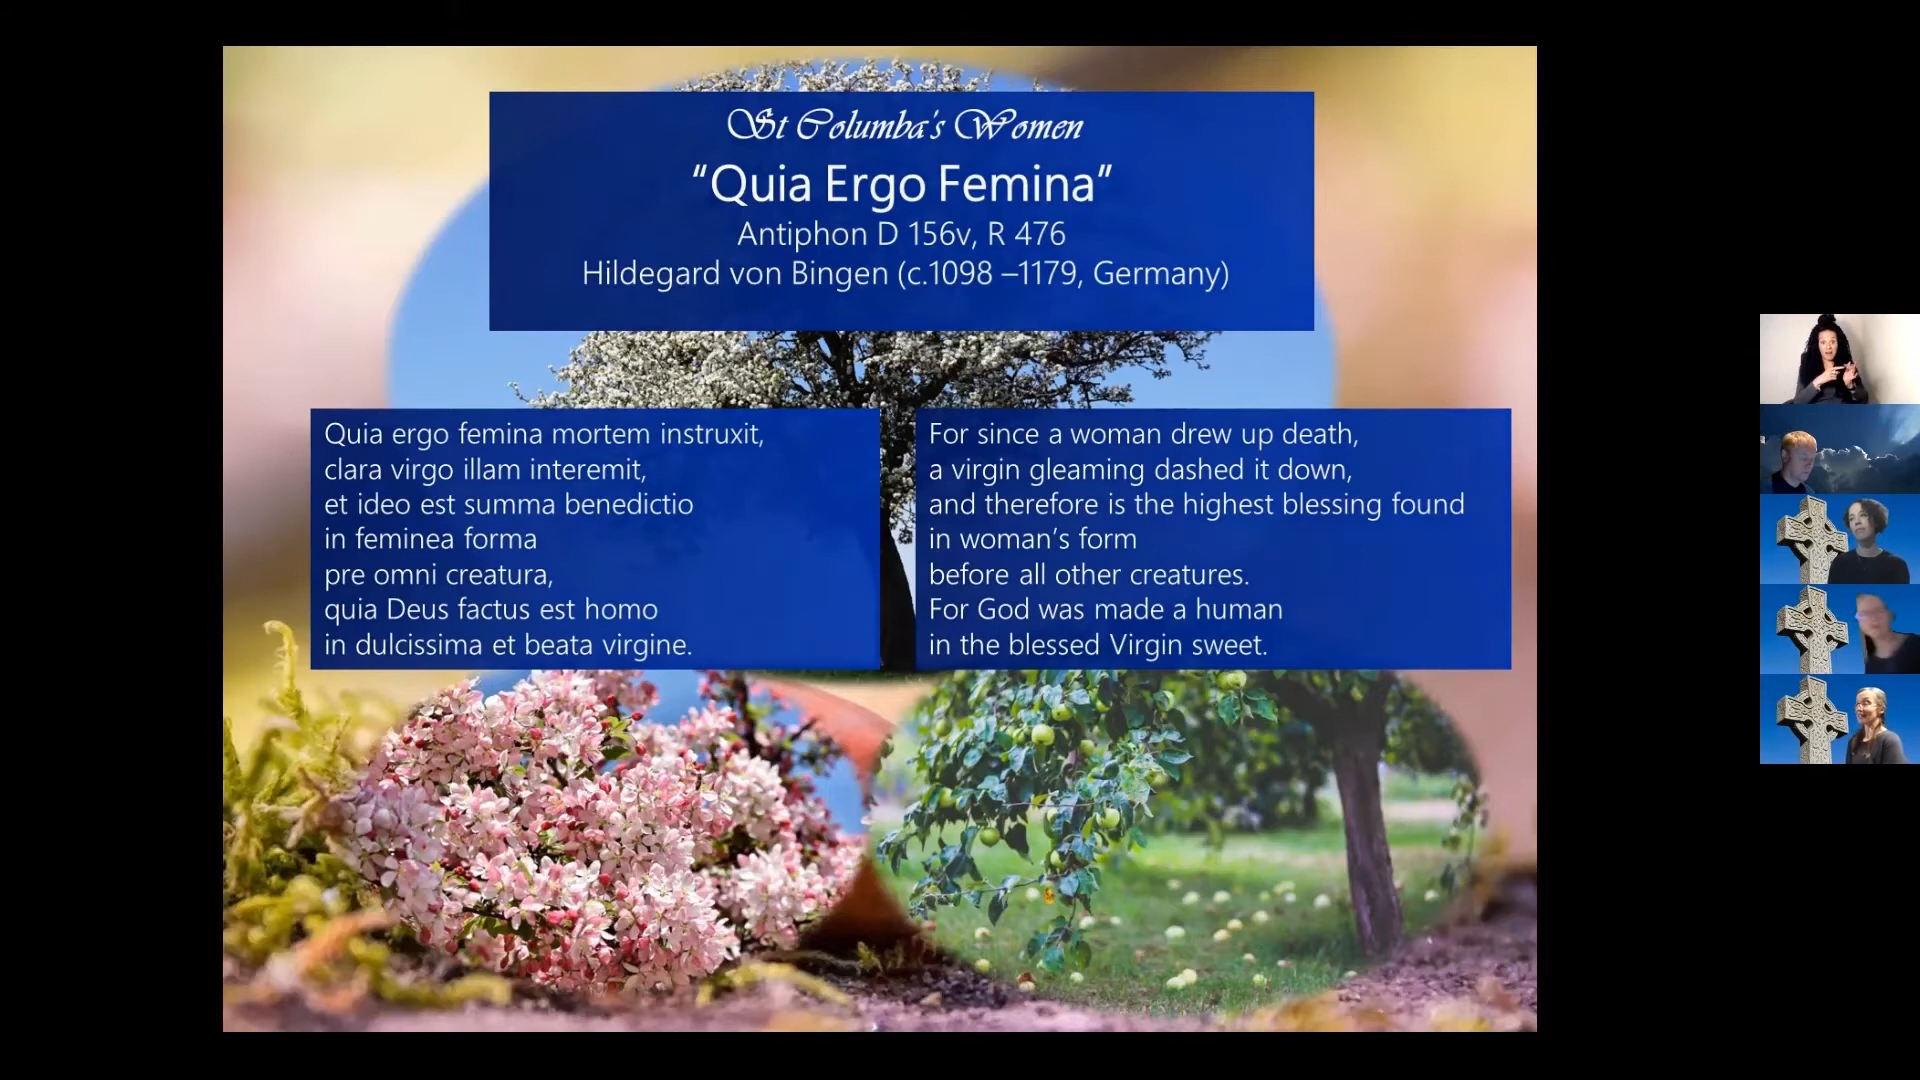 St Columba's Women
“Quia Ergo Femina”
Antiphon D 156v, R 476
Hildegard von Bingen (c.1098 –1179, Germany)
Quia ergo femina mortem instruxit,
clara virgo illam interemit,
et ideo est summa benedictio
in feminea forma
pre omni creatura,
quia Deus factus est homo
in dulcissima et beata virgine.
For since a woman drew up death,
a virgin gleaming dashed it down,
and therefore is the highest blessing found
in woman’s form
before all other creatures.
For God was made a human
in the blessed Virgin sweet.